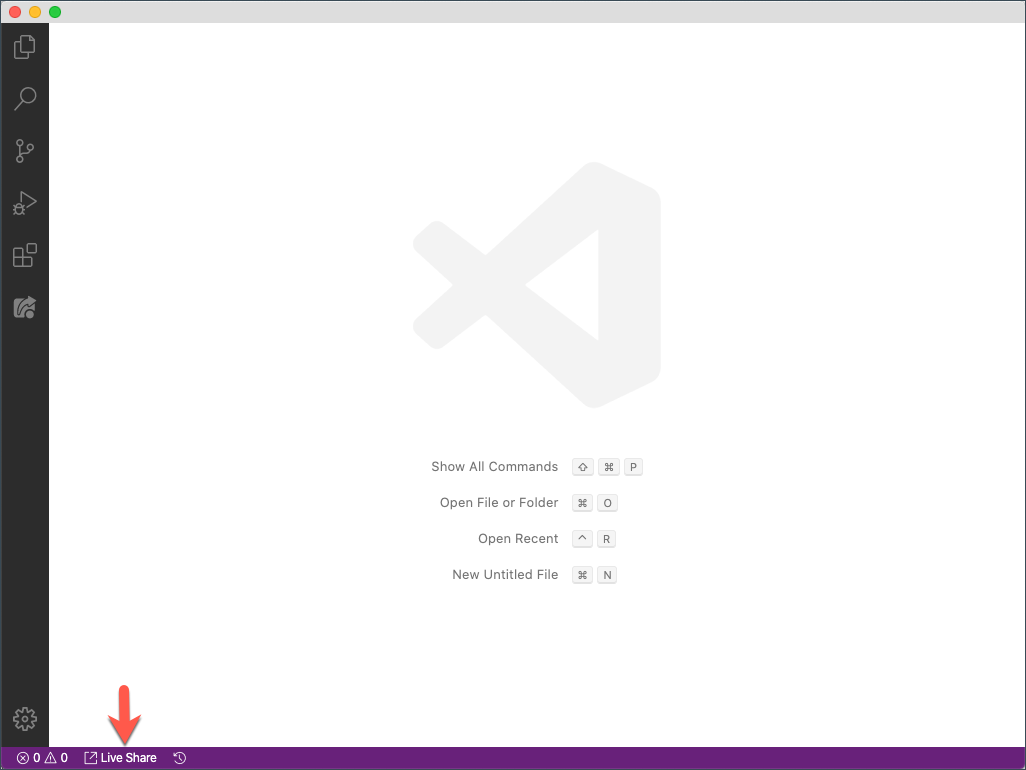 Show All Commands ⇧ ⌘ P
Open File or Folder ⌘ O
Open Recent ^ R
New Untitled File ⌘ N
0 0 Live Share